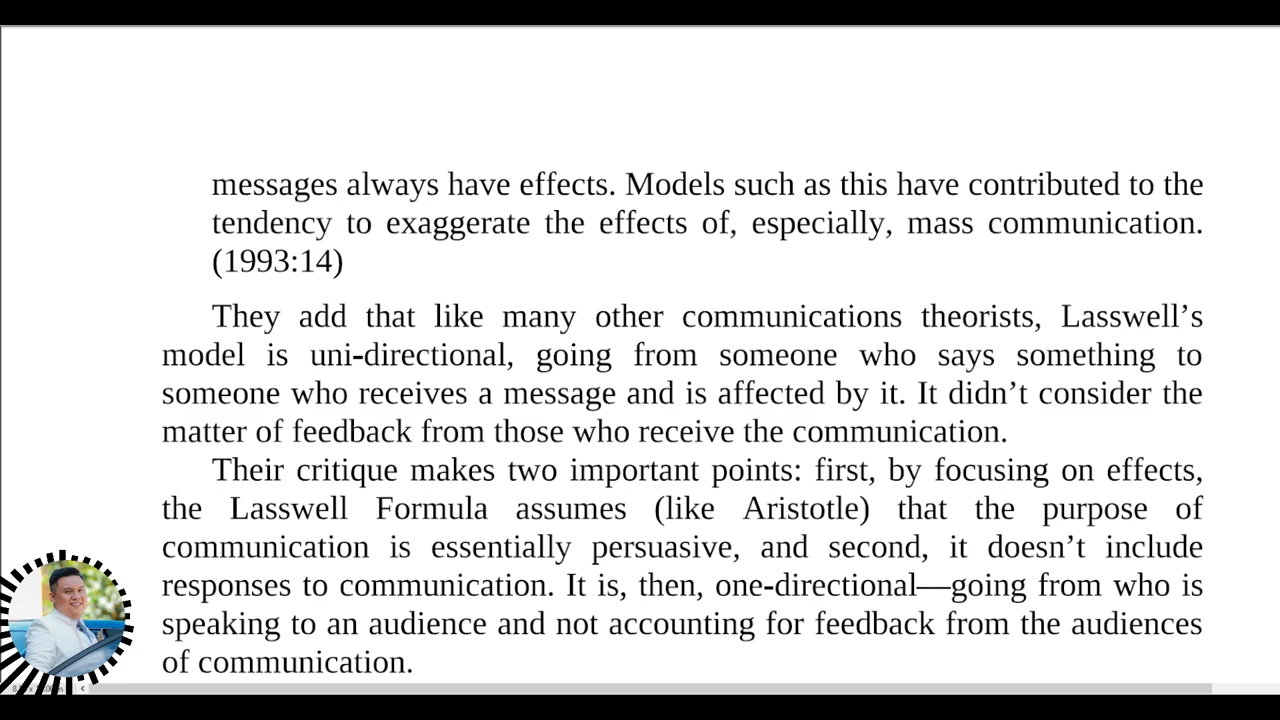 messages always have effects. Models such as this have contributed to the
tendency to exaggerate the effects of, especially, mass communication.
(1993:14)
They add that like many other communications theorists, Lasswell’s
model is uni-directional, going from someone who says something to
someone who receives a message and is affected by it. It didn’t consider the
matter of feedback from those who receive the communication.
Their critique makes two important points: first, by focusing on effects,
the Lasswell Formula assumes (like Aristotle) that the purpose of
communication is essentially persuasive, and second, it doesn’t include
responses to communication. It is, then, one-directional—going from who is
speaking to an audience and not accounting for feedback from the audiences
of communication.